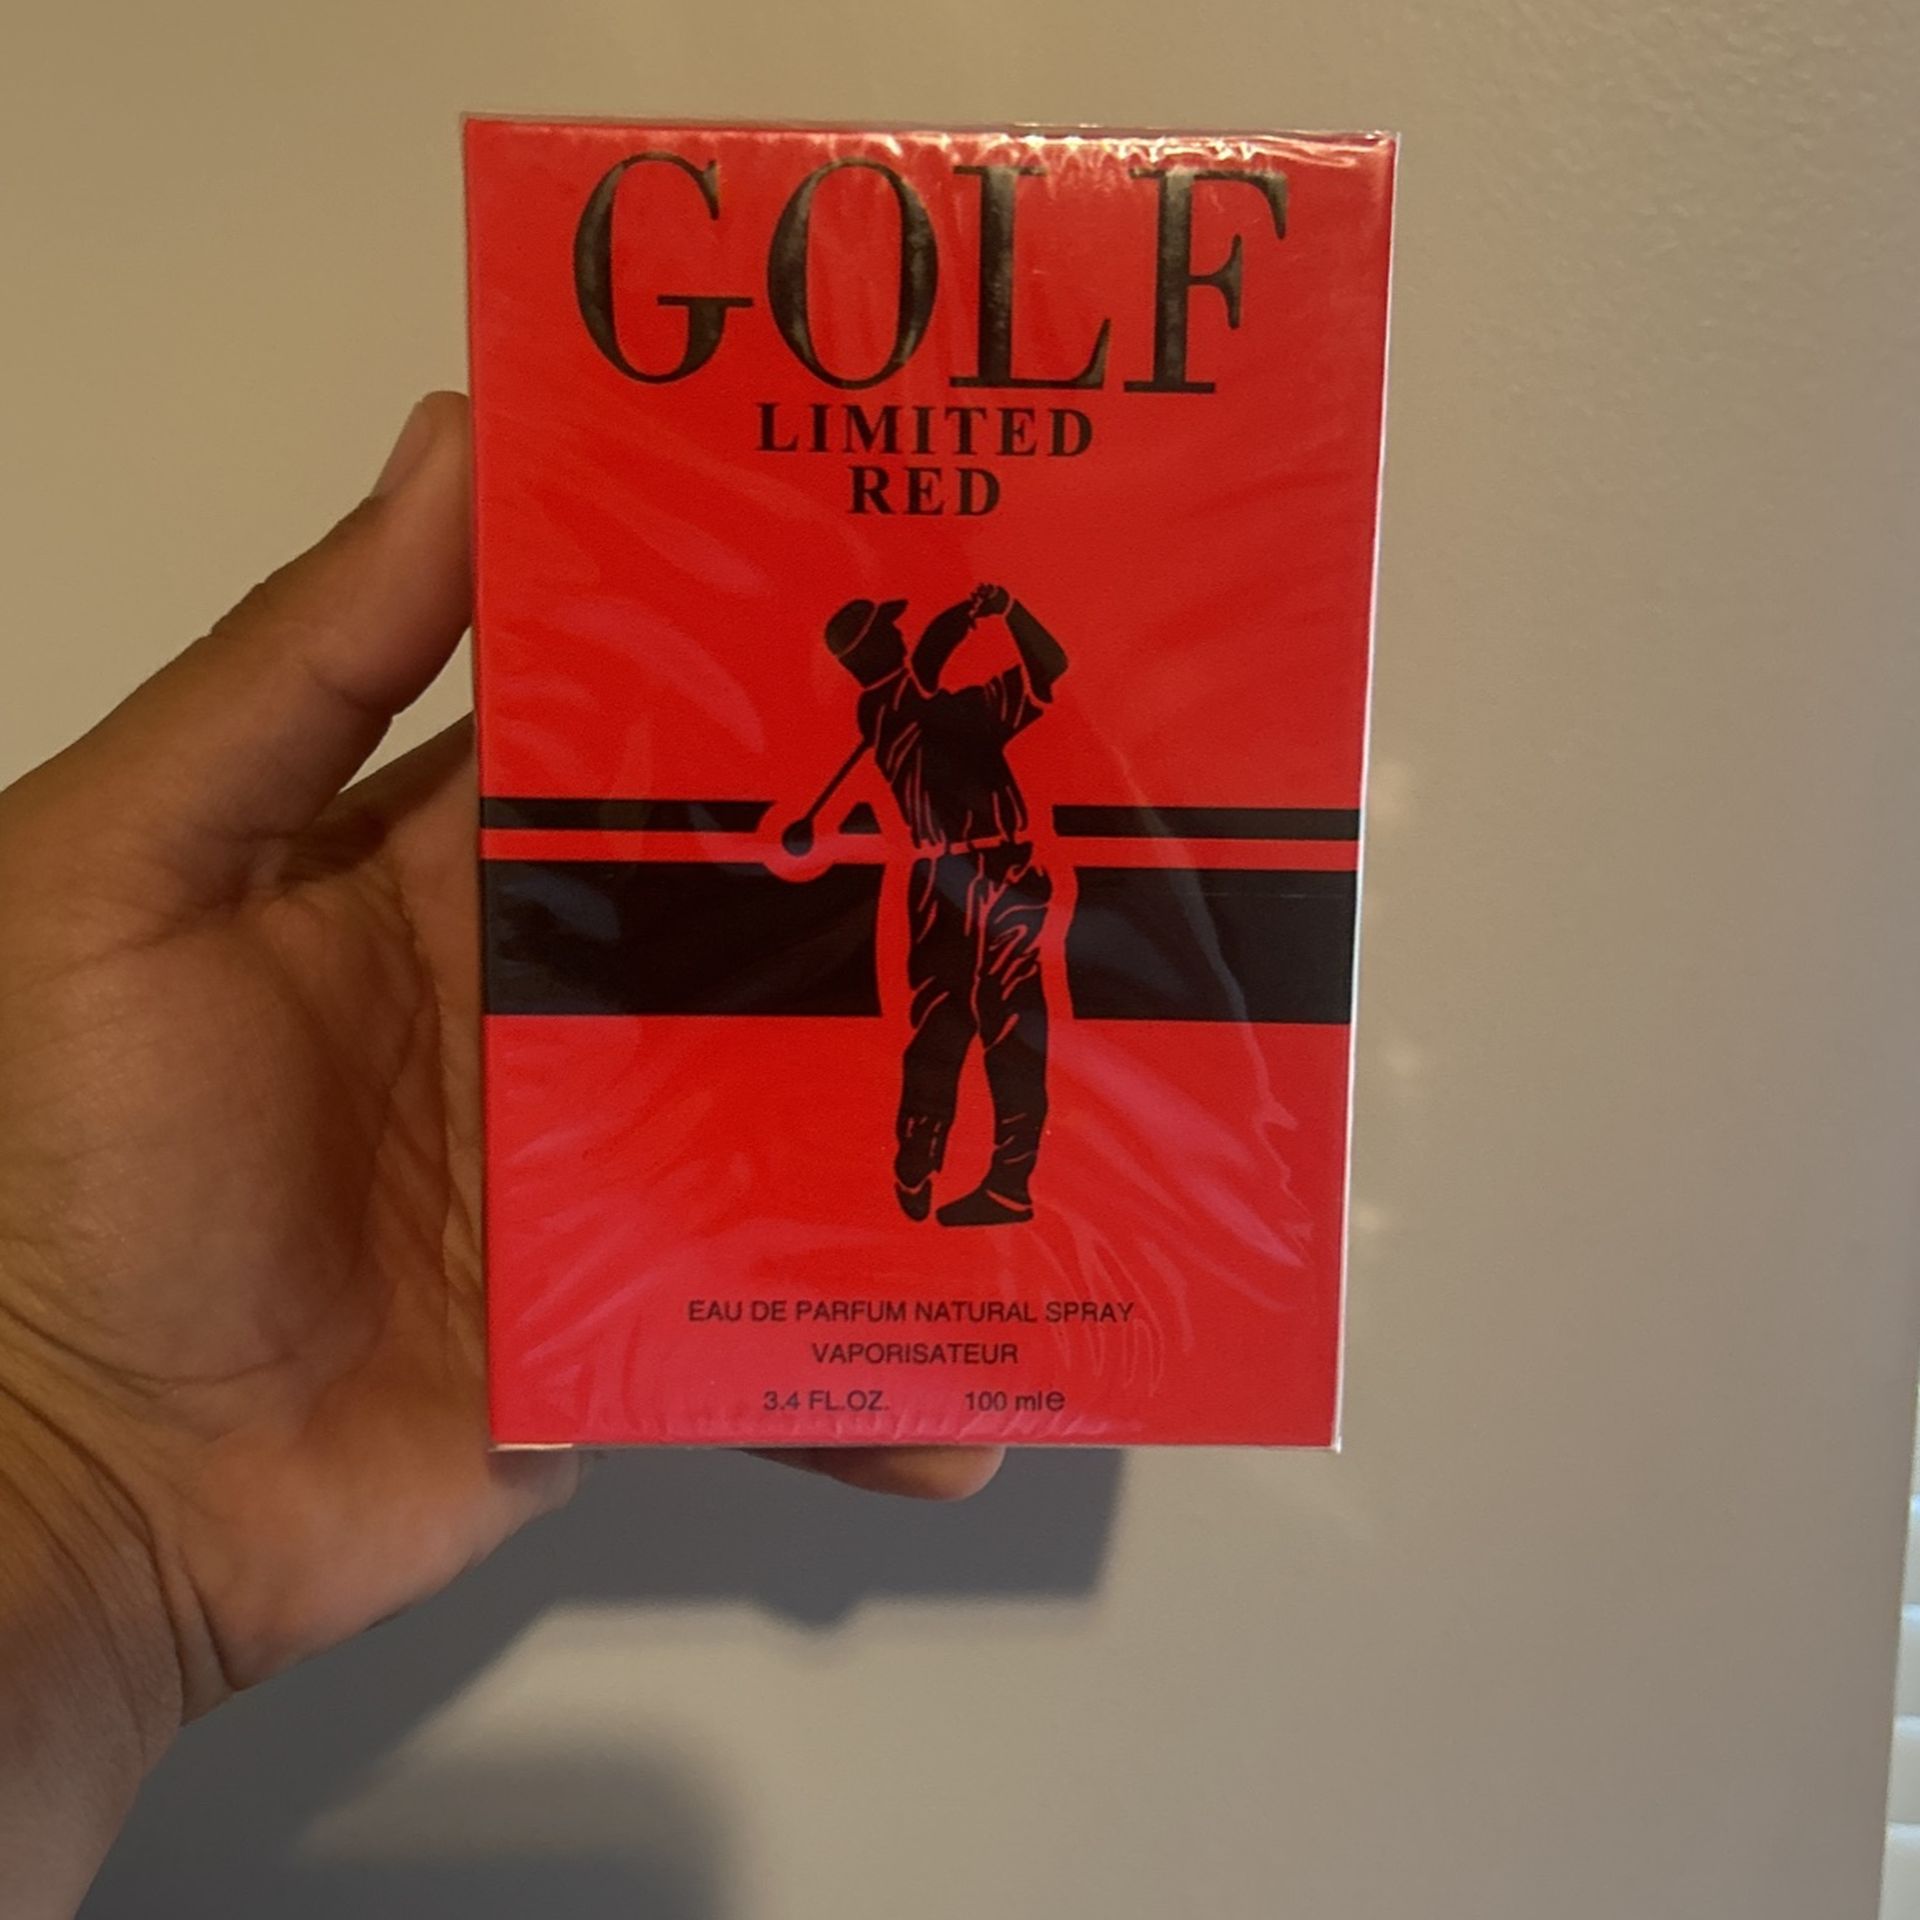 GOLF
LIMITED
RED
EAU DE PARFUM NATURAL SPRAY
VAPORISATEUR
3.4 FL.OZ. 100 ml℮